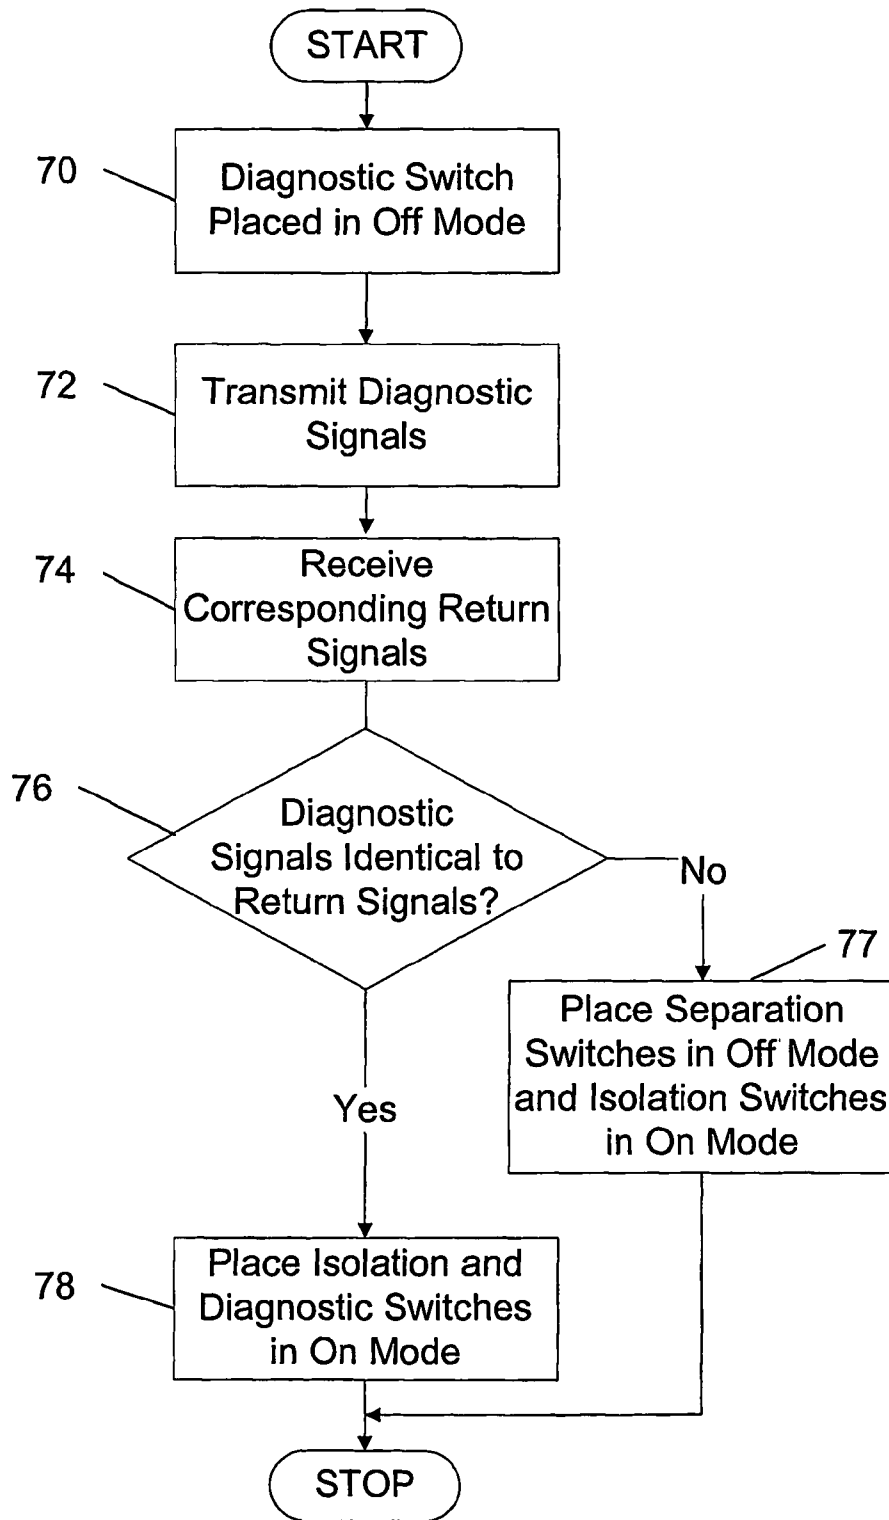 START
70
Diagnostic Switch
Placed in Off Mode
72
Transmit Diagnostic
Signals
74
Receive
Corresponding Return
Signals
76
Diagnostic
Signals Identical to
Return Signals?
No
77
Place Separation
Switches in Off Mode
and Isolation Switches
in On Mode
Yes
78
Place Isolation and
Diagnostic Switches
in On Mode
STOP